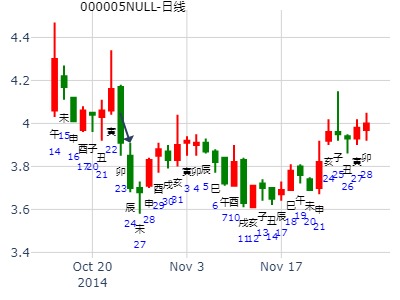 000005NULL-日线
4.4
4.2
4
3.8
3.6
3.4
午
14
未
15
申
16
酉
17
子
20
丑
21
寅
22
卯
23
辰
24
未
27
申
28
酉
29
戌
30
亥
31
寅
3
卯
4
辰
5
巳
6
午
7
酉
10
戌
11
亥
12
子
13
丑
14
辰
17
巳
18
午
19
未
20
申
21
亥
24
子
25
丑
26
寅
27
卯
28
Oct 20
2014
Nov 3
Nov 17